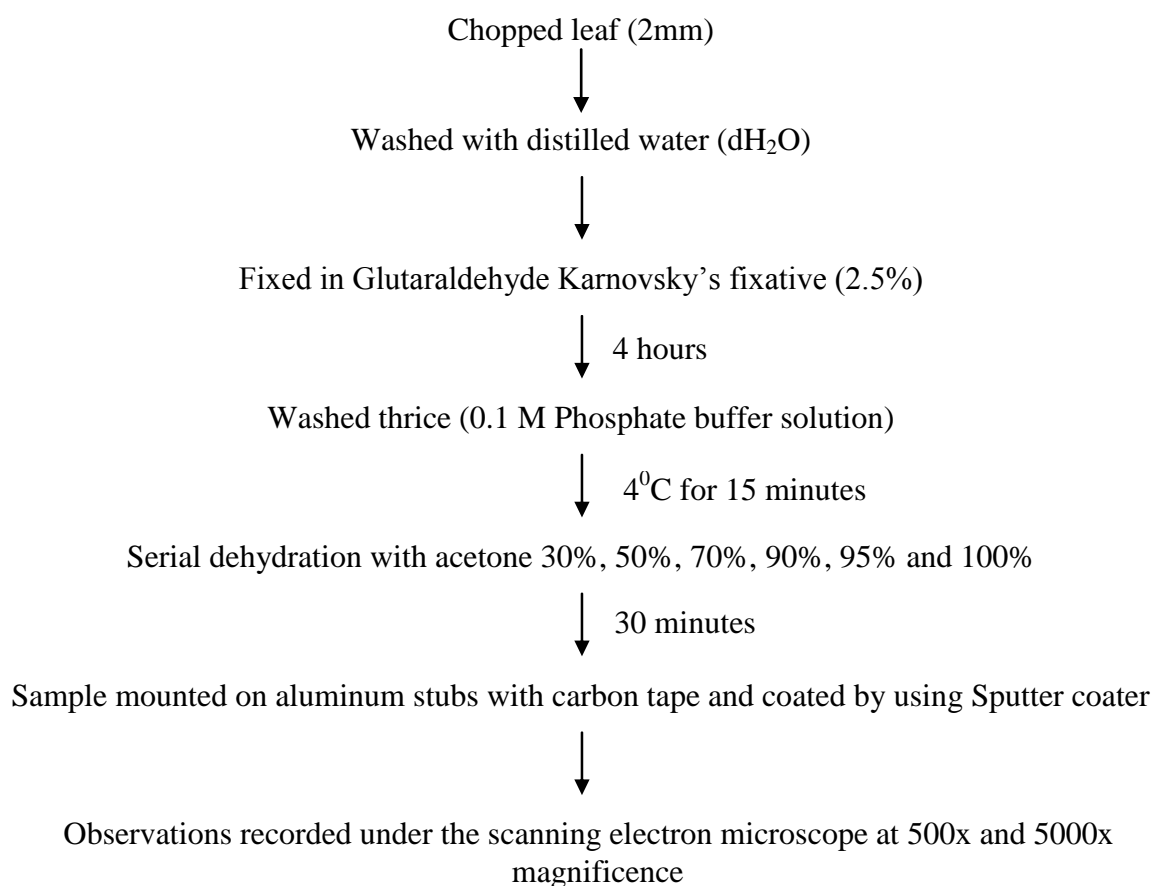 Chopped leaf (2mm)
Washed with distilled water (dH₂O)
Fixed in Glutaraldehyde Karnovsky’s fixative (2.5%)
4 hours
Washed thrice (0.1 M Phosphate buffer solution)
4⁰C for 15 minutes
Serial dehydration with acetone 30%, 50%, 70%, 90%, 95% and 100%
30 minutes
Sample mounted on aluminum stubs with carbon tape and coated by using Sputter coater
Observations recorded under the scanning electron microscope at 500x and 5000x
magnificence